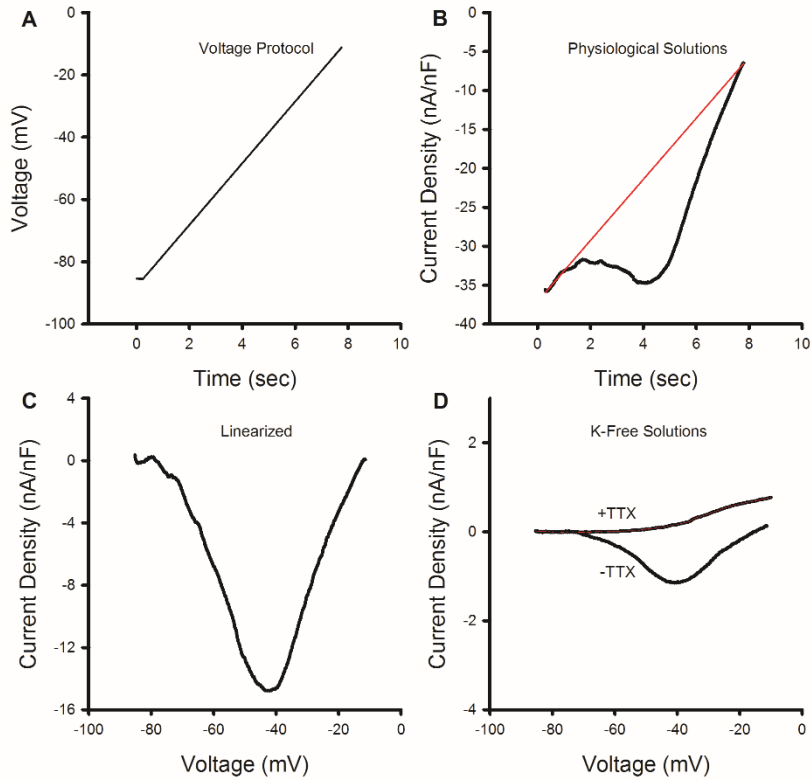 A
Voltage Protocol
0
-20
-40
-60
-80
-100
Voltage (mV)
0 2 4 6 8 10
Time (sec)
B
Physiological Solutions
0
-5
-10
-15
-20
-25
-30
-35
-40
Current Density (nA/nF)
0 2 4 6 8 10
Time (sec)
C
Linearized
4
0
-4
-8
-12
-16
Current Density (nA/nF)
-100 -80 -60 -40 -20 0
Voltage (mV)
D
K-Free Solutions
2
0
-2
-4
Current Density (nA/nF)
+TTX
-TTX
-100 -80 -60 -40 -20 0
Voltage (mV)